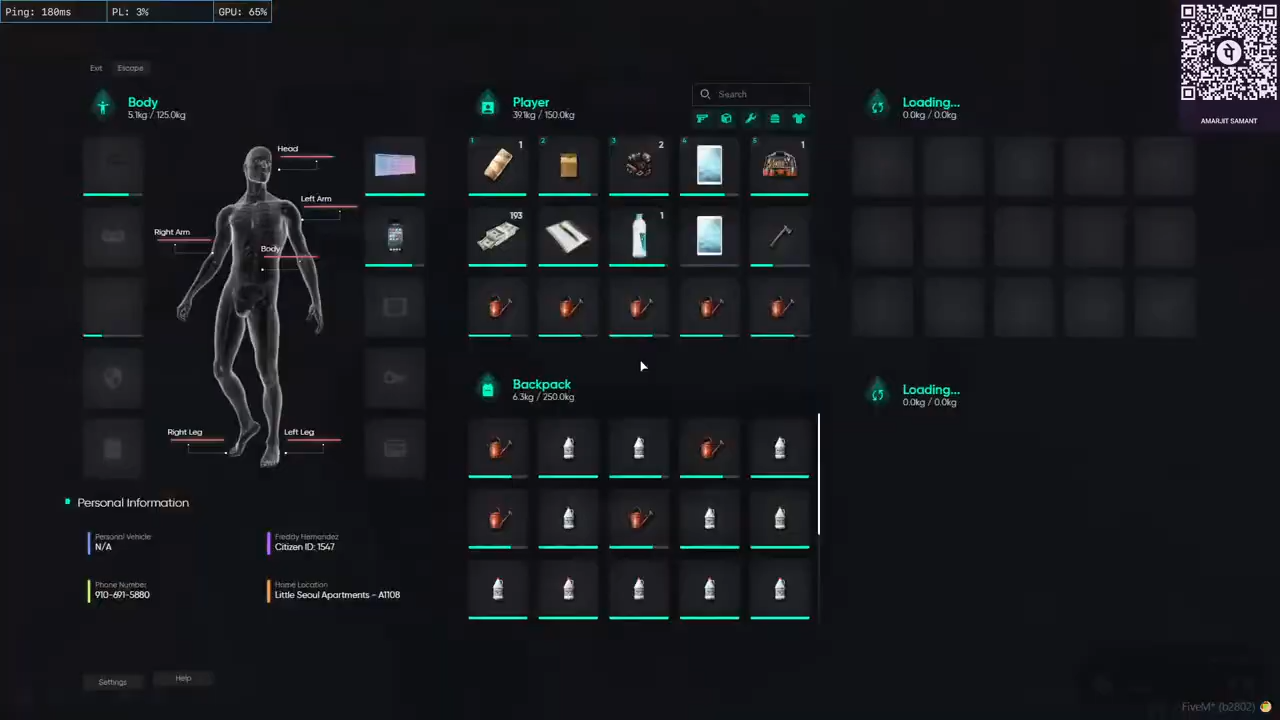 Ping: 180ms
PL: 3%
GPU: 65%
AMARJIT SAMANT
Exit
Escape
Body
5.1kg / 125.0kg
Head
Left Arm
Right Arm
Body
Right Leg
Left Leg
Player
39.1kg / 150.0kg
Search
1
1
2
3
2
4
5
1
193
1
Backpack
6.3kg / 250.0kg
Loading...
0.0kg / 0.0kg
Loading...
0.0kg / 0.0kg
Personal Information
Personal Vehicle
N/A
Freddy Hernandez
Citizen ID: 1547
Phone Number
910-691-5880
Home Location
Little Seoul Apartments - A1108
Settings
Help
FiveM* (b2802)